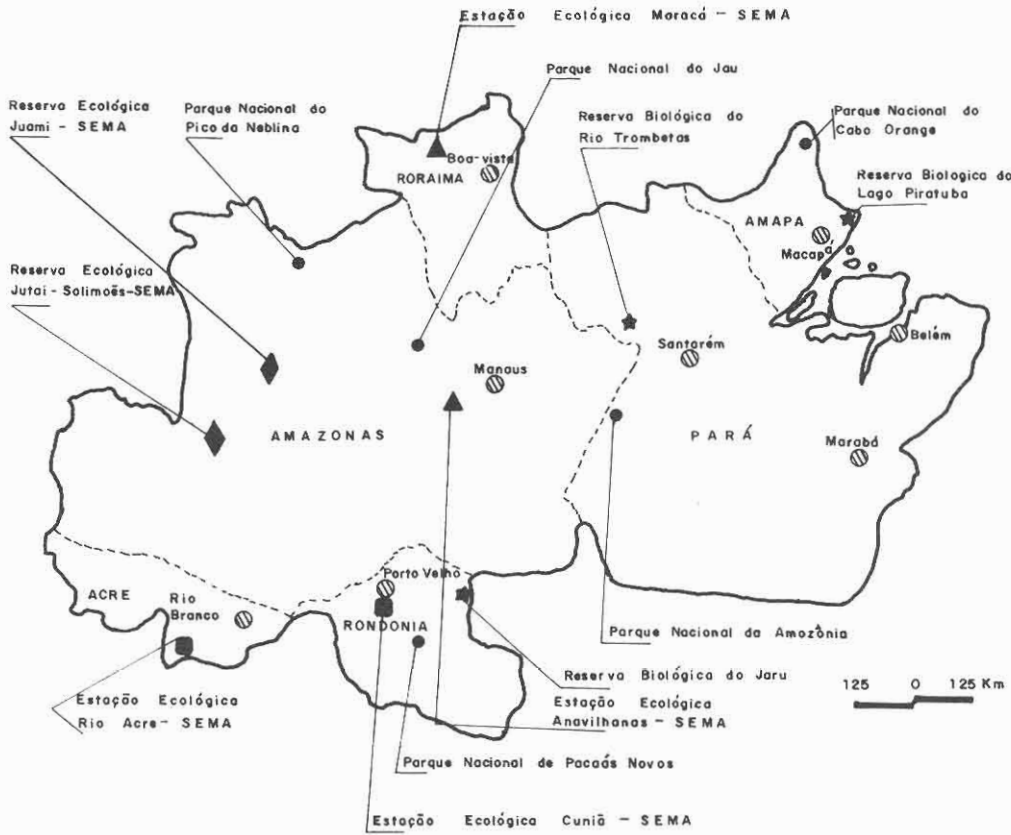 Estação Ecológica Maracá - SEMA
Parque Nacional do Jau
Reserva Ecológica
Juami - SEMA
Parque Nacional do
Pico da Neblina
Reserva Biológica do
Rio Trombetas
Parque Nacional do
Cabo Orange
Boa-vista
RORAIMA
Reserva Biologica do
Lago Piratuba
AMAPA
Macapá
Reserva Ecológica
Jutai - Solimoẽs-SEMA
Santarém
Belém
Manaus
AMAZONAS
PARÁ
Marabá
ACRE
Rio
Branco
Porto Velho
RONDONIA
Parque Nacional da Amozônia
Reserva Biológica do Jaru
125 0 125 Km
Estação Ecológica
Rio Acre - SEMA
Estação Ecológica
Anavilhanas - SEMA
Parque Nacional de Pacaás Novos
Estação Ecológica Cuniã - SEMA